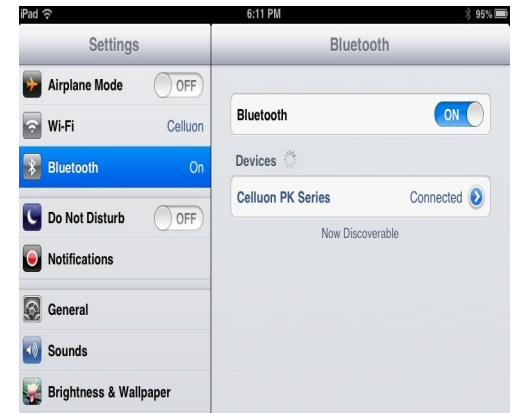 iPad 6:11 PM 95%
Settings
Airplane Mode OFF
Wi-Fi Celluon
Bluetooth On
Do Not Disturb OFF
Notifications
General
Sounds
Brightness & Wallpaper
Bluetooth
Bluetooth ON
Devices
Celluon PK Series Connected
Now Discoverable